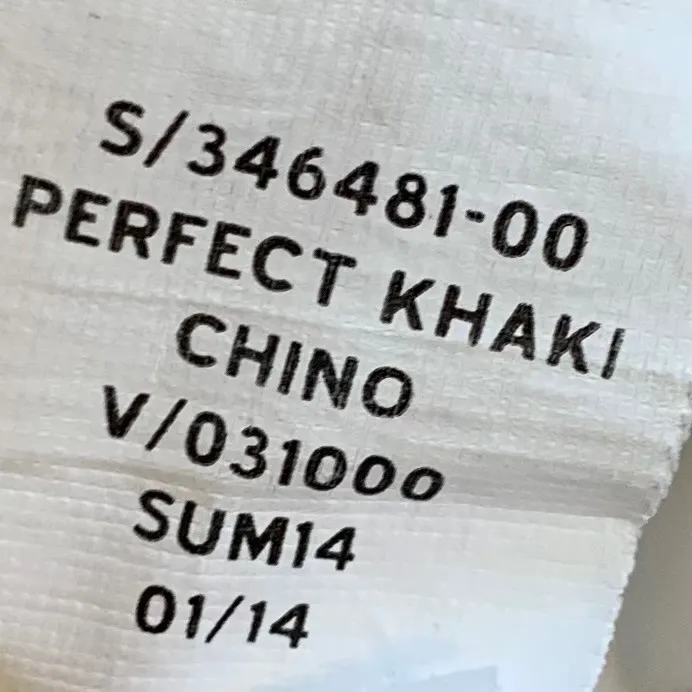 S/346481-00
PERFECT KHAKI
CHINO
V/031000
SUM14
01/14